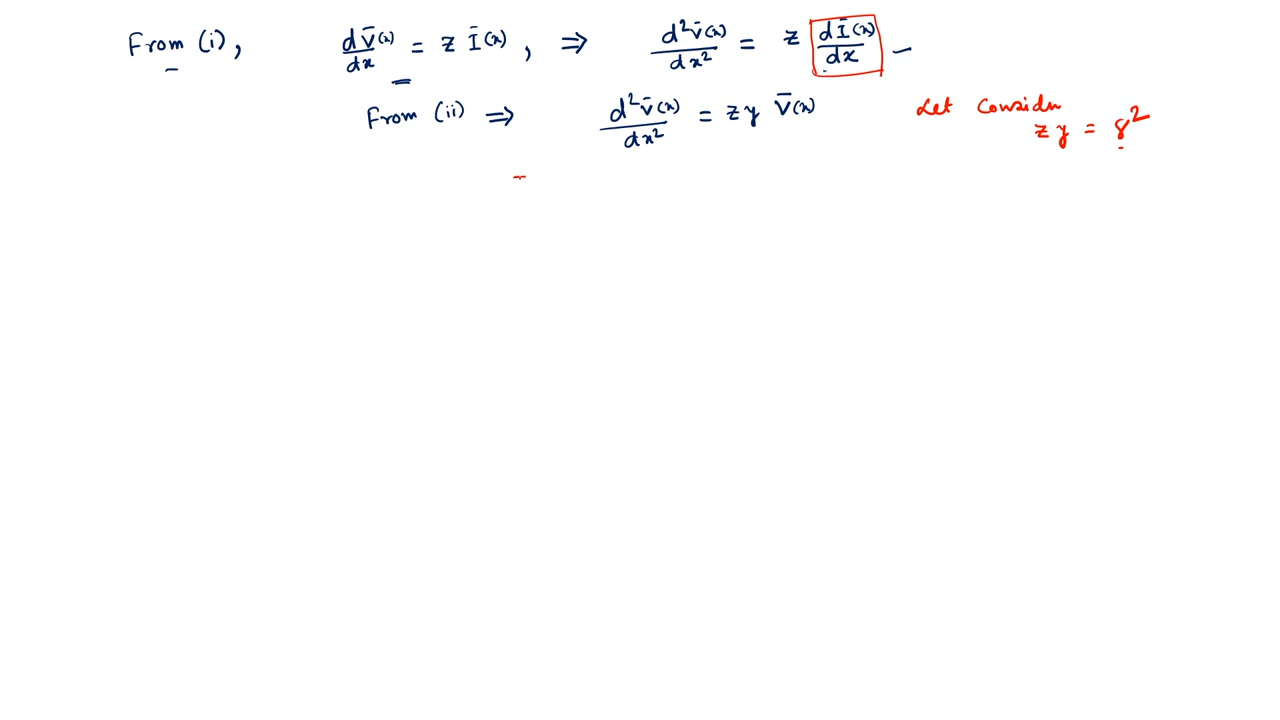 From (i), dV̄(x)/dx = z Ī(x), ⇒ d²v̄(x)/dx² = z dĪ(x)/dx
From (ii) ⇒ d²v̄(x)/dx² = zy V̄(x) Let Consider
zy = γ²